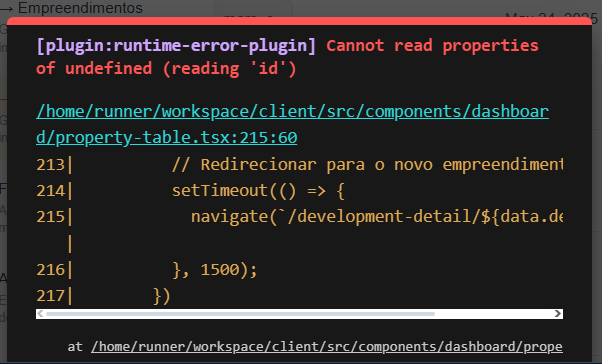 → Empreendimentos
[plugin:runtime-error-plugin] Cannot read properties
of undefined (reading 'id')
/home/runner/workspace/client/src/components/dashboar
d/property-table.tsx:215:60
213|          // Redirecionar para o novo empreendiment
214|          setTimeout(() => {
215|            navigate(`/development-detail/${data.de
|
216|          }, 1500);
217|        })
at /home/runner/workspace/client/src/components/dashboard/prope